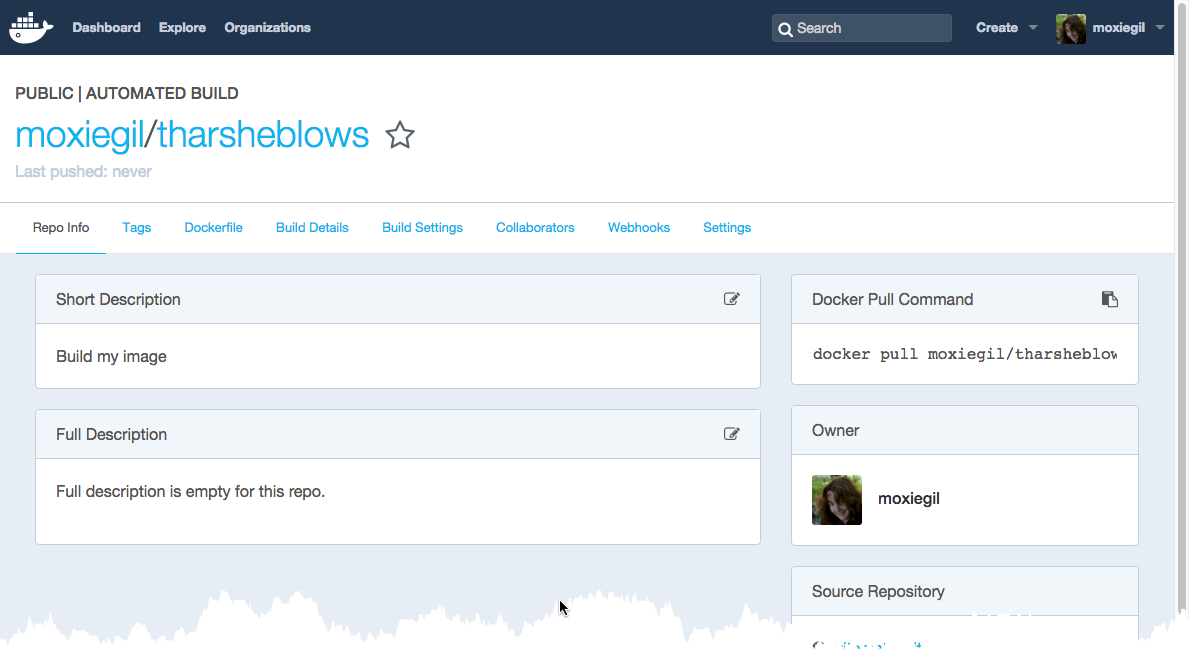 Dashboard Explore Organizations Search Create moxiegil
PUBLIC | AUTOMATED BUILD
moxiegil/tharsheblows
Last pushed: never
Repo Info Tags Dockerfile Build Details Build Settings Collaborators Webhooks Settings
Short Description
Build my image
Full Description
Full description is empty for this repo.
Docker Pull Command
docker pull moxiegil/tharsheblow
Owner
moxiegil
Source Repository